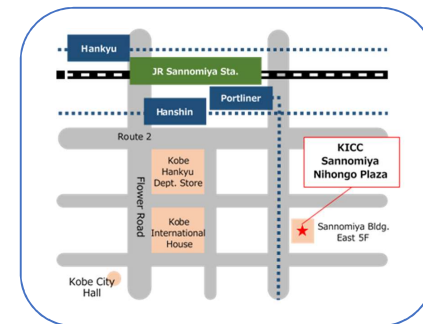 Hankyu
JR Sannomiya Sta.
Portliner
Hanshin
Route 2
KICC
Sannomiya
Nihongo Plaza
Kobe
Hankyu
Dept. Store
Flower Road
Kobe
International
House
Sannomiya Bldg.
East 5F
Kobe City
Hall